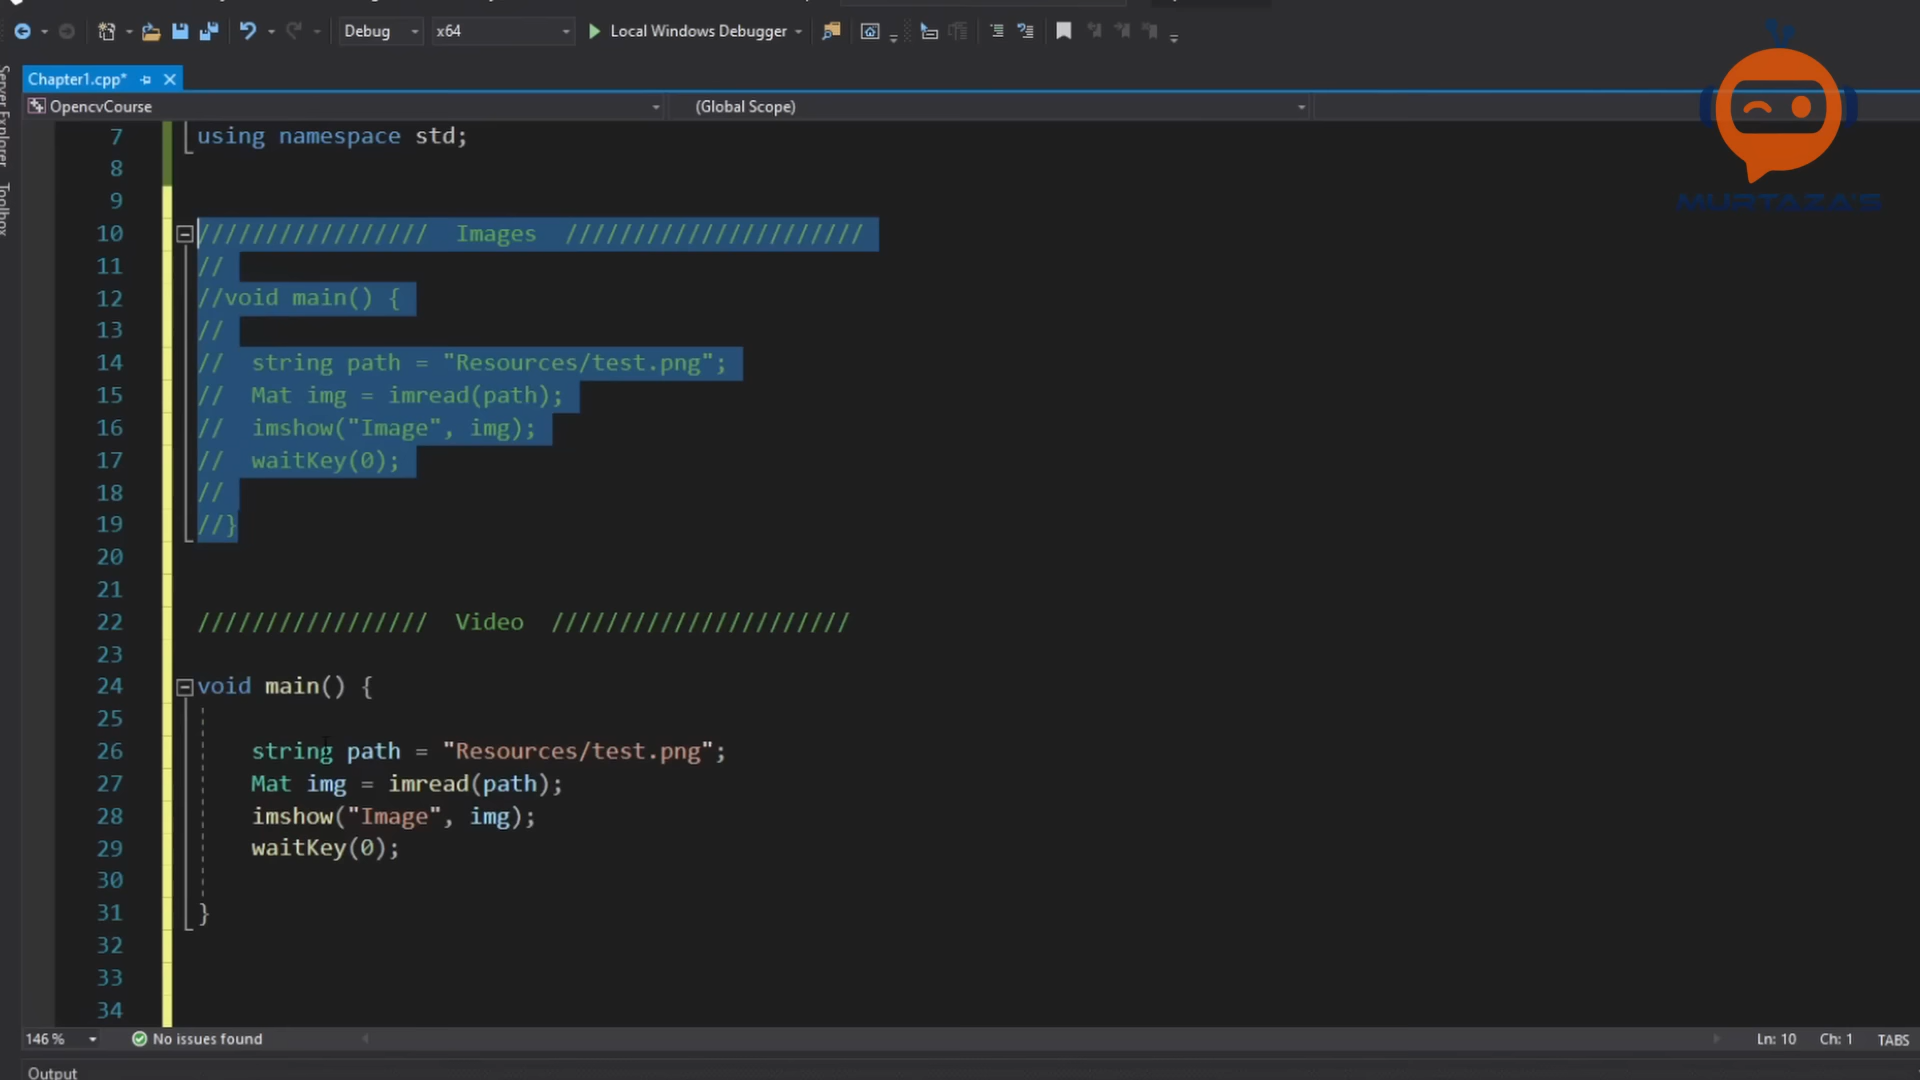 Debug
x64
Local Windows Debugger
Server Explorer
Toolbox
Chapter1.cpp*
OpencvCourse
(Global Scope)
MURTAZA'S
7 using namespace std;
8
9
10 /////////////////  Images  //////////////////////
11 //
12 //void main() {
13 //
14 //  string path = "Resources/test.png";
15 //  Mat img = imread(path);
16 //  imshow("Image", img);
17 //  waitKey(0);
18 //
19 //}
20
21
22 /////////////////  Video  //////////////////////
23
24 void main() {
25
26     string path = "Resources/test.png";
27     Mat img = imread(path);
28     imshow("Image", img);
29     waitKey(0);
30
31 }
32
33
34
146 %
No issues found
Ln: 10
Ch: 1
TABS
Output